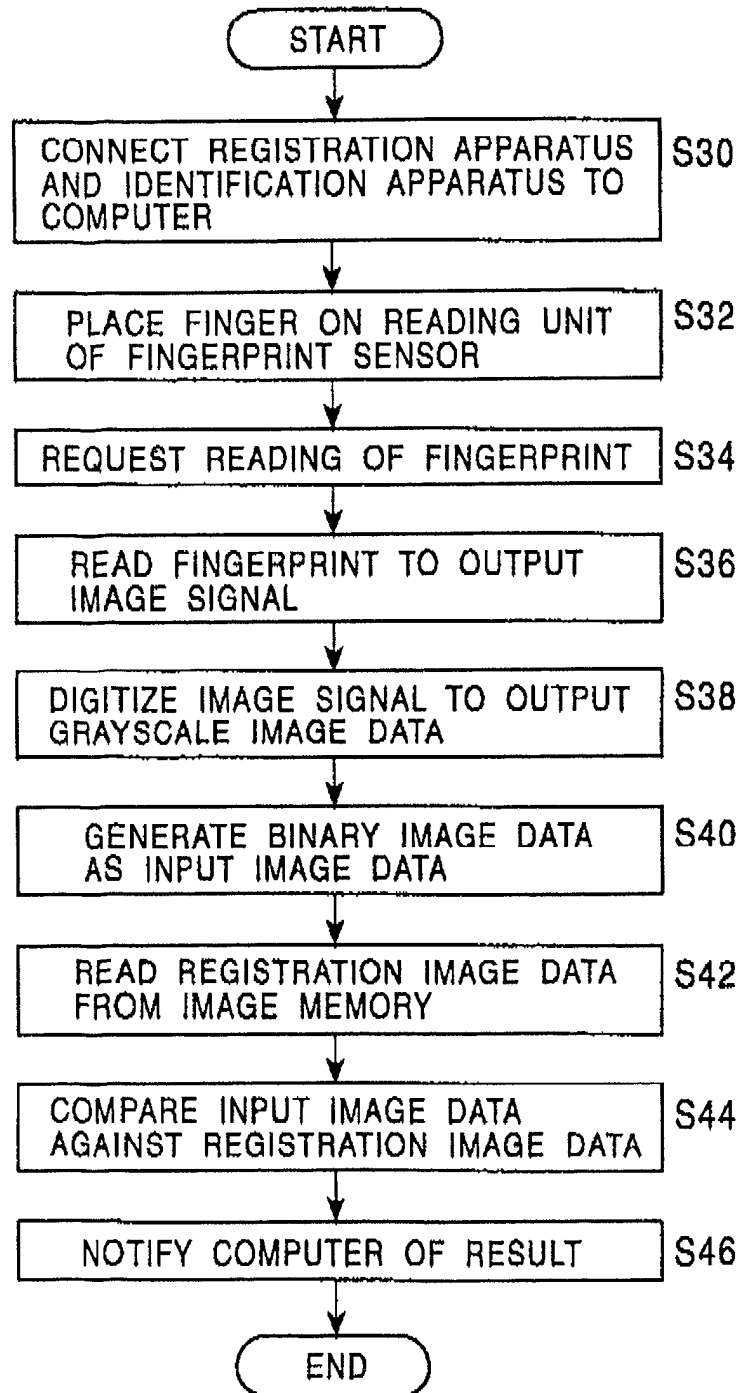 START
CONNECT REGISTRATION APPARATUS S30
AND IDENTIFICATION APPARATUS TO
COMPUTER
PLACE FINGER ON READING UNIT S32
OF FINGERPRINT SENSOR
REQUEST READING OF FINGERPRINT S34
READ FINGERPRINT TO OUTPUT S36
IMAGE SIGNAL
DIGITIZE IMAGE SIGNAL TO OUTPUT S38
GRAYSCALE IMAGE DATA
GENERATE BINARY IMAGE DATA S40
AS INPUT IMAGE DATA
READ REGISTRATION IMAGE DATA S42
FROM IMAGE MEMORY
COMPARE INPUT IMAGE DATA S44
AGAINST REGISTRATION IMAGE DATA
NOTIFY COMPUTER OF RESULT S46
END